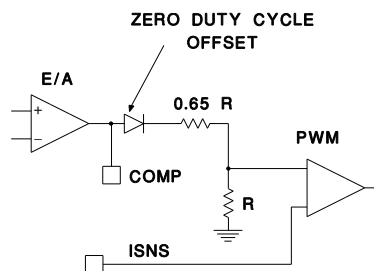 ZERO DUTY CYCLE
OFFSET
E/A
0.65 R
+
−
PWM
COMP
R
ISNS